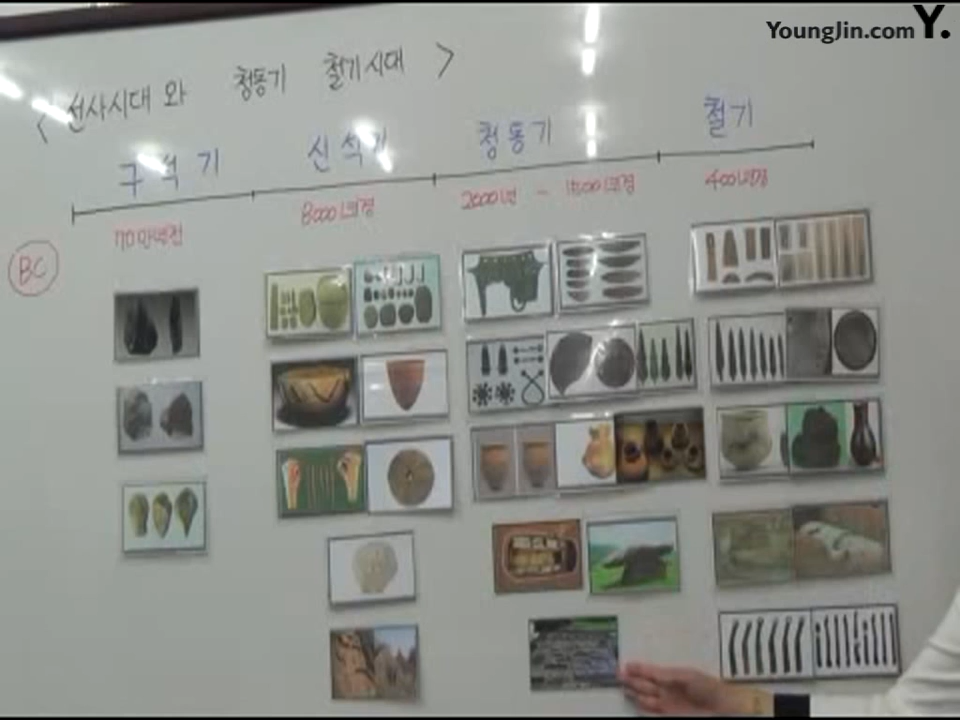 YoungJin.com Y.
< 선사시대 와 청동기 철기시대 >
구석기 신석기 청동기 철기
70만년전 8000년경 2000년 - 1500년경 400년경
BC